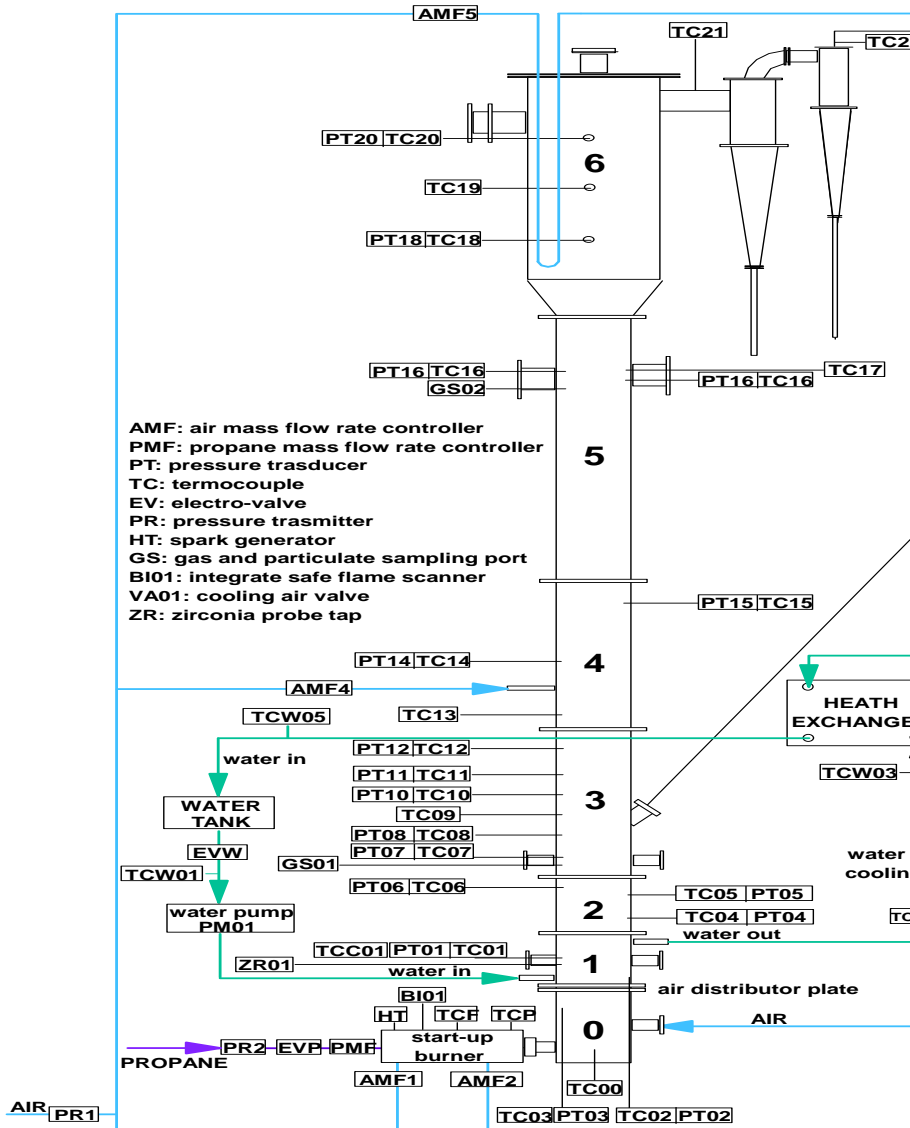 AMF5
TC21
TC2
PT20 TC20
6
TC19
PT18 TC18
PT16 TC16
TC17
PT16 TC16
GS02
AMF: air mass flow rate controller
PMF: propane mass flow rate controller
PT: pressure trasducer
TC: termocouple
EV: electro-valve
PR: pressure trasmitter
HT: spark generator
GS: gas and particulate sampling port
BI01: integrate safe flame scanner
VA01: cooling air valve
ZR: zirconia probe tap
5
PT15 TC15
PT14 TC14
4
AMF4
TCW05
TC13
HEATH
EXCHANGE
water in
PT12 TC12
PT11 TC11
TCW03
PT10 TC10
3
WATER
TANK
TC09
PT08 TC08
EVW
PT07 TC07
GS01
water
coolin
TCW01
PT06 TC06
TC05 PT05
2
water pump
PM01
TC04 PT04
TC
water out
TCC01 PT01 TC01
ZR01
1
water in
air distributor plate
BI01
HT
TCF
TCP
0
AIR
start-up
burner
PROPANE
PR2
EVP
PMF
AMF1
AMF2
TC00
AIR
PR1
TC03 PT03
TC02 PT02